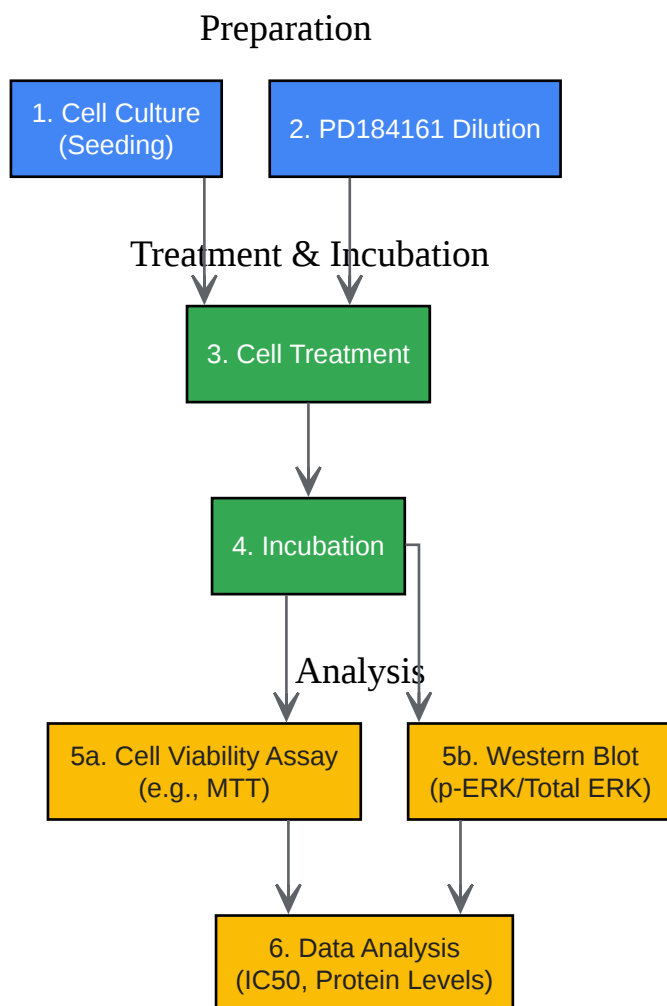 Preparation
1. Cell Culture
(Seeding)
2. PD184161 Dilution
Treatment & Incubation
3. Cell Treatment
4. Incubation
Analysis
5a. Cell Viability Assay
(e.g., MTT)
5b. Western Blot
(p-ERK/Total ERK)
6. Data Analysis
(IC50, Protein Levels)